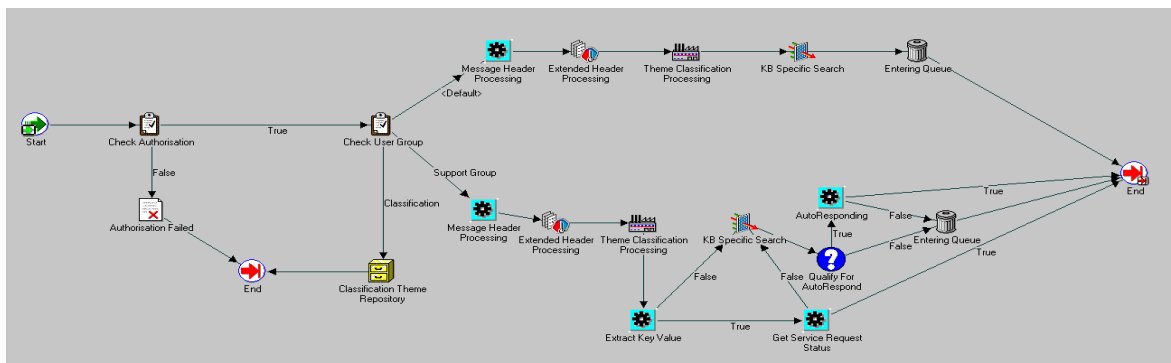 Message Header
Processing
Extended Header
Processing
Theme Classification
Processing
KB Specific Search
Entering Queue
<Default>
Start
Check Authorisation
True
Check User Group
False
Support Group
Classification
Authorisation Failed
End
Classification Theme
Repository
Message Header
Processing
Extended Header
Processing
Theme Classification
Processing
KB Specific Search
AutoResponding
True
False
Entering Queue
True
False
True
Qualify For
AutoRespond
End
False
False
True
Extract Key Value
Get Service Request
Status